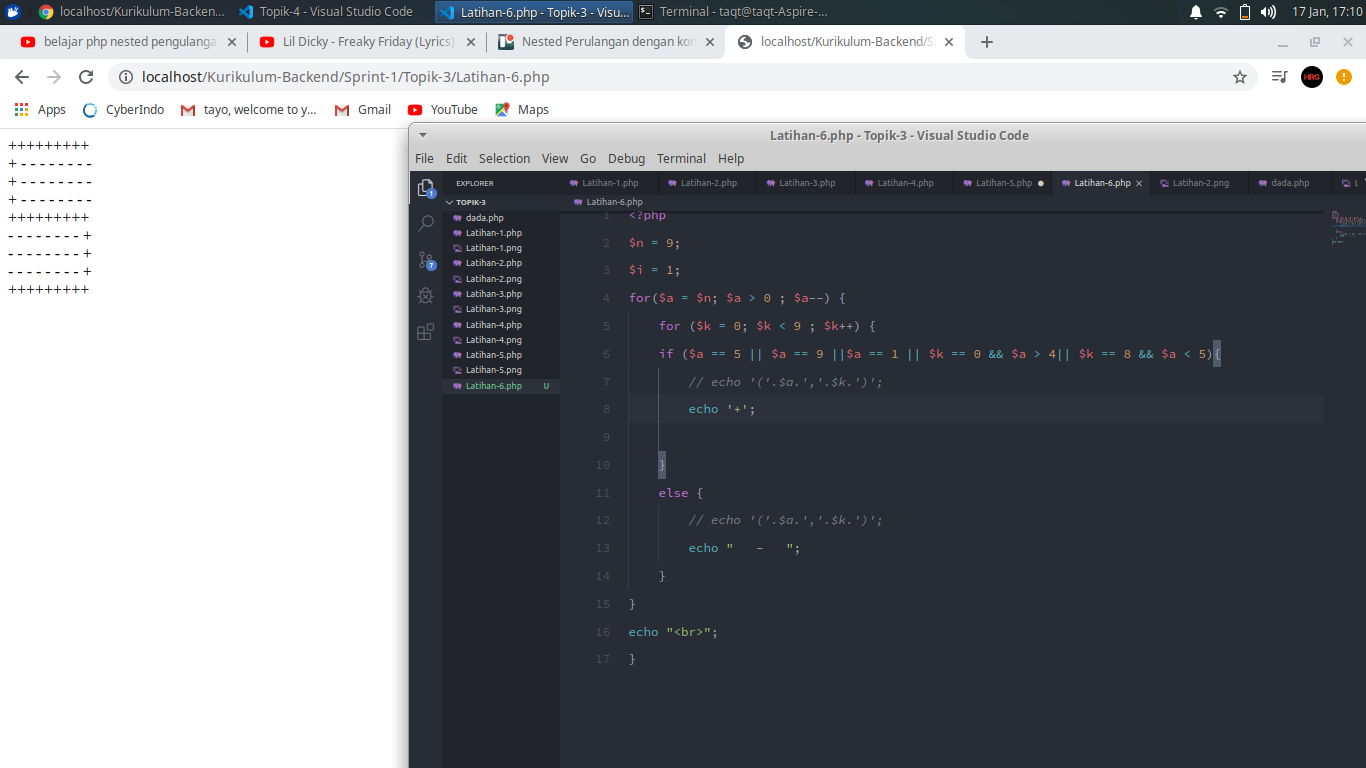 localhost/Kurikulum-Backen...
Topik-4 - Visual Studio Code
Latihan-6.php - Topik-3 - Visu...
Terminal - taqt@taqt-Aspire-...
17 Jan, 17:10
belajar php nested pengulanga
Lil Dicky - Freaky Friday (Lyrics)
Nested Perulangan dengan kon
localhost/Kurikulum-Backend/S
localhost/Kurikulum-Backend/Sprint-1/Topik-3/Latihan-6.php
HRG
Apps
CyberIndo
tayo, welcome to y...
Gmail
YouTube
Maps
+++++++++
+ - - - - - - - -
+ - - - - - - - -
+ - - - - - - - -
+++++++++
- - - - - - - - +
- - - - - - - - +
- - - - - - - - +
+++++++++
Latihan-6.php - Topik-3 - Visual Studio Code
File Edit Selection View Go Debug Terminal Help
1
7
EXPLORER
TOPIK-3
dada.php
Latihan-1.php
Latihan-1.png
Latihan-2.php
Latihan-2.png
Latihan-3.php
Latihan-3.png
Latihan-4.php
Latihan-4.png
Latihan-5.php
Latihan-5.png
Latihan-6.php U
Latihan-1.php Latihan-2.php Latihan-3.php Latihan-4.php Latihan-5.php Latihan-6.php Latihan-2.png dada.php L
Latihan-6.php
1 <?php
2 $n = 9;
3 $i = 1;
4 for($a = $n; $a > 0 ; $a--) {
5 for ($k = 0; $k < 9 ; $k++) {
6 if ($a == 5 || $a == 9 ||$a == 1 || $k == 0 && $a > 4|| $k == 8 && $a < 5){
7 // echo '('.$a.','.$k.')';
8 echo '+';
9
10 }
11 else {
12 // echo '('.$a.','.$k.')';
13 echo "   -   ";
14 }
15 }
16 echo "<br>";
17 }